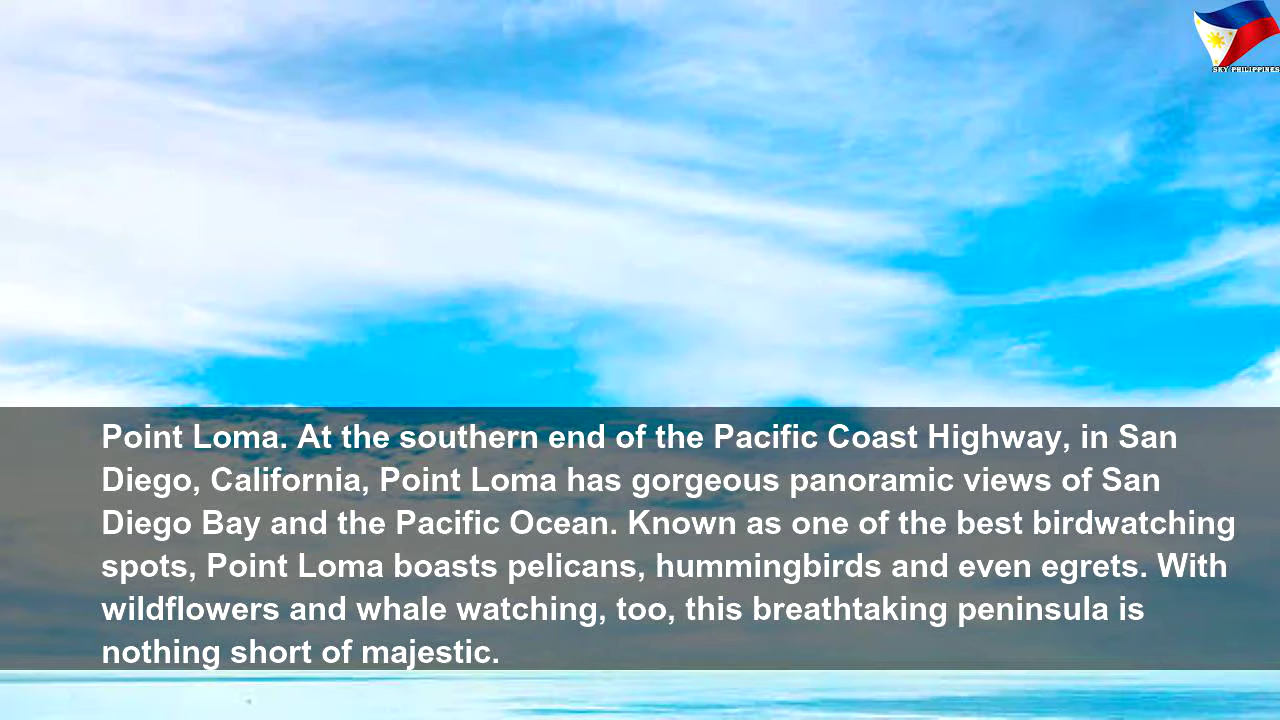 SKY PHILIPPINES
Point Loma. At the southern end of the Pacific Coast Highway, in San
Diego, California, Point Loma has gorgeous panoramic views of San
Diego Bay and the Pacific Ocean. Known as one of the best birdwatching
spots, Point Loma boasts pelicans, hummingbirds and even egrets. With
wildflowers and whale watching, too, this breathtaking peninsula is
nothing short of majestic.